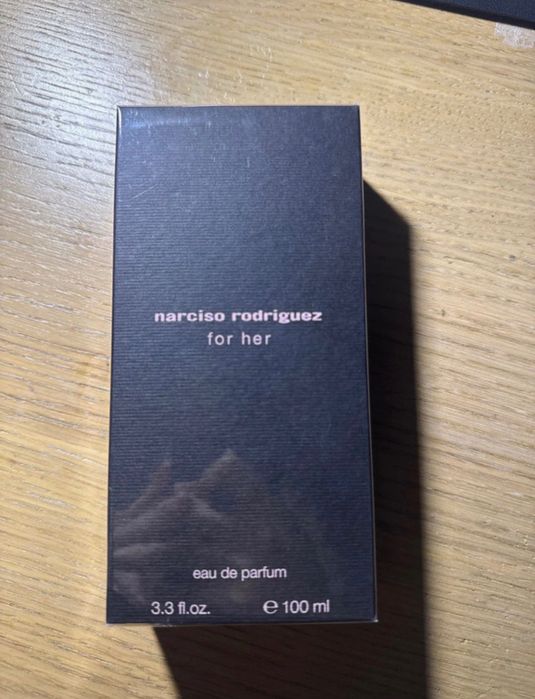 narciso rodriguez
for her
eau de parfum
3.3 fl.oz. ℮ 100 ml